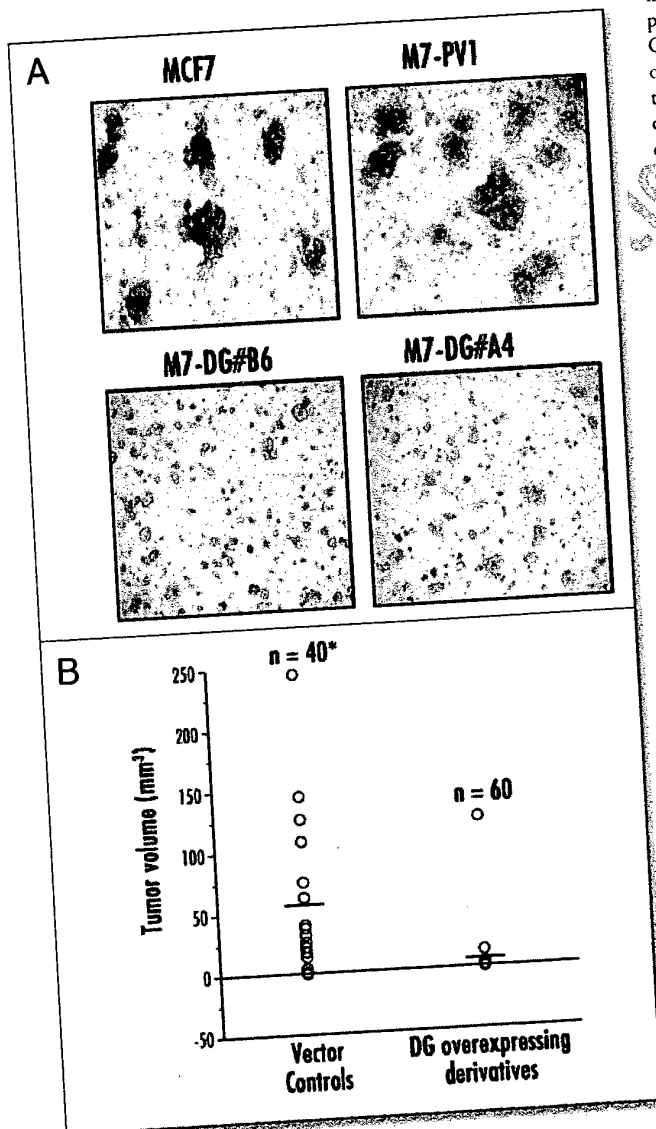 A
MCF7
M7-PV1
M7-DG#B6
M7-DG#A4
B
n = 40*
n = 60
250
200
150
100
50
0
-50
Tumor volume (mm³)
Vector
Controls
DG overexpressing
derivatives